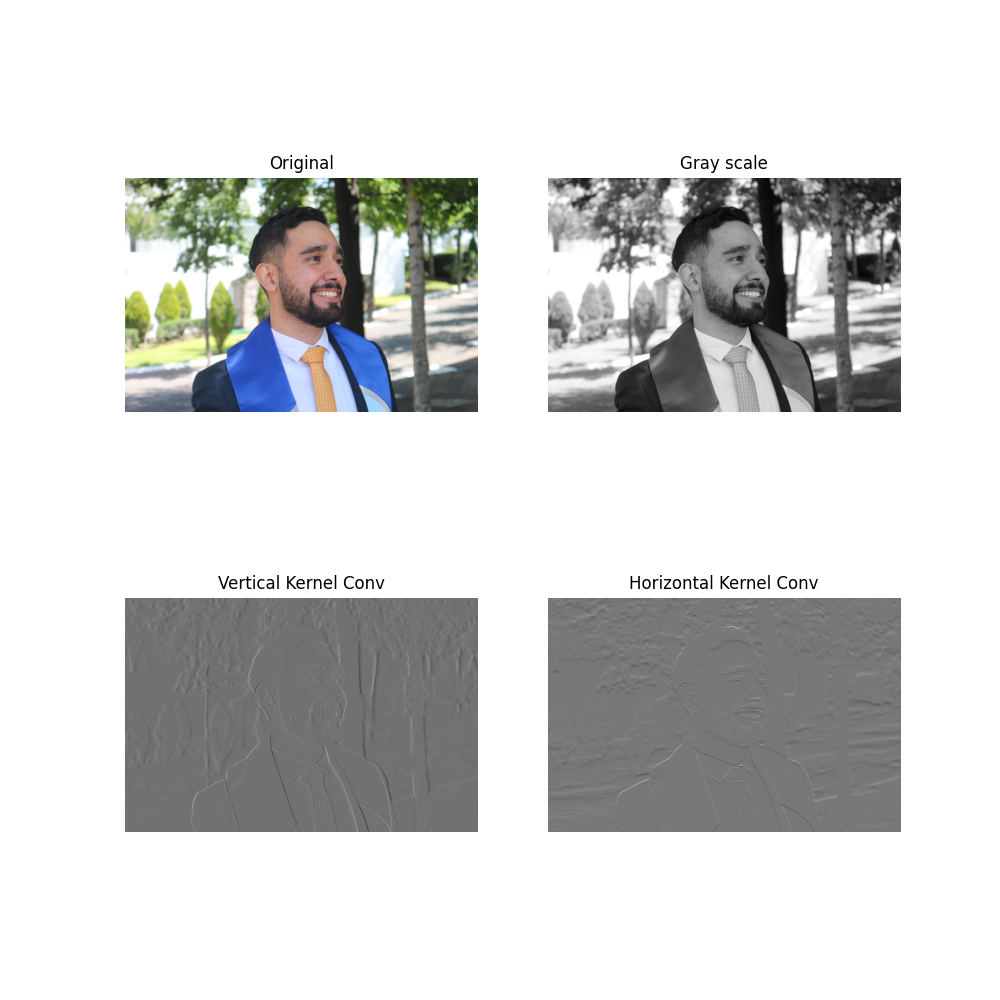 Original
Gray scale
Vertical Kernel Conv
Horizontal Kernel Conv